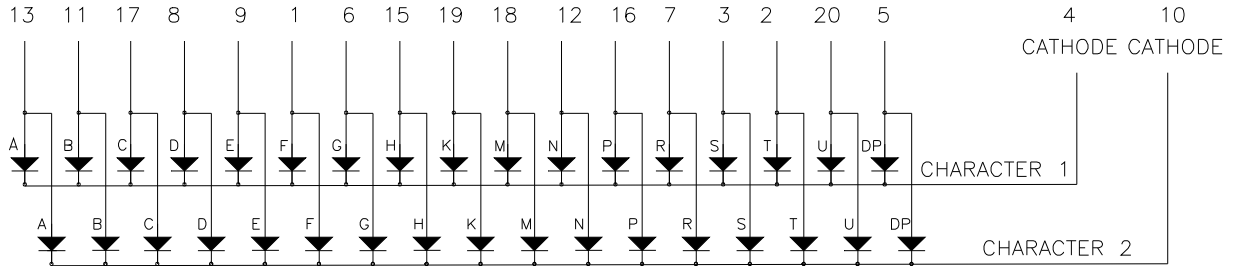 13 11 17 8 9 1 6 15 19 18 12 16 7 3 2 20 5 4 10
CATHODE CATHODE
A B C D E F G H K M N P R S T U DP
CHARACTER 1
A B C D E F G H K M N P R S T U DP
CHARACTER 2